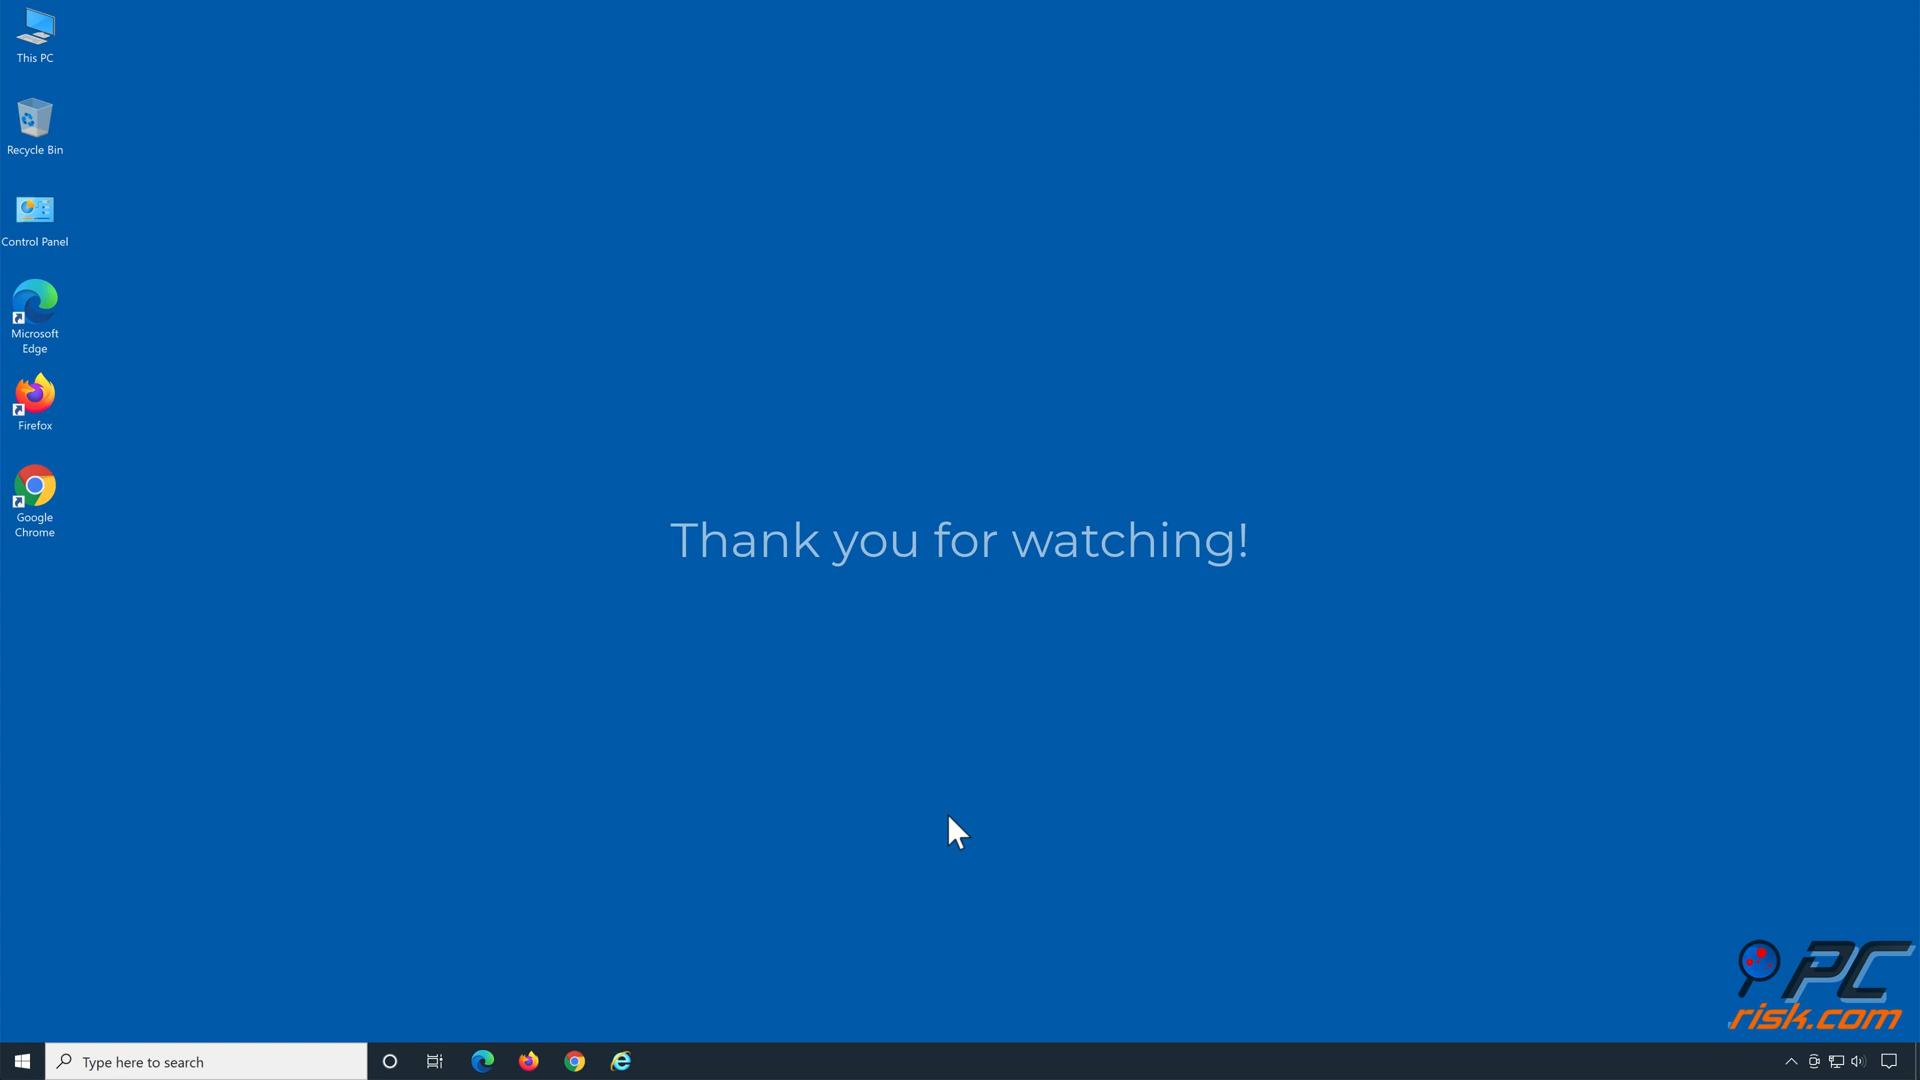 This PC
Recycle Bin
Control Panel
Microsoft
Edge
Firefox
Google
Chrome
Thank you for watching!
PC
risk.com
Type here to search